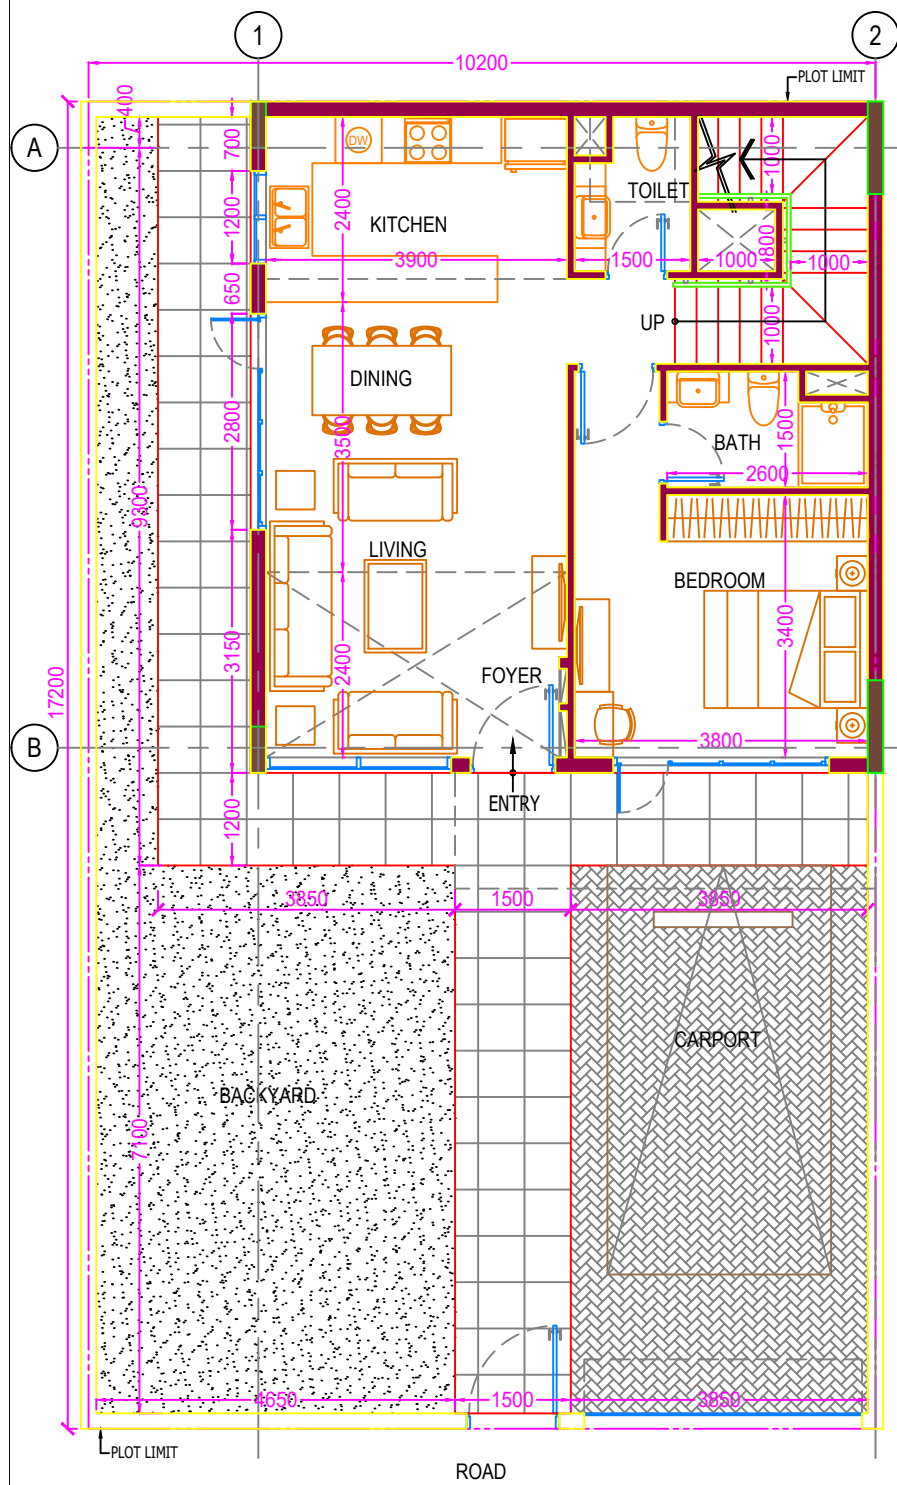 1
2
10200
PLOT LIMIT
400
A
700
DW
1000
TOILET
1200
2400
KITCHEN
3900
1500
1000
800
1000
650
UP
1000
DINING
2800
3500
BATH
1500
2600
9300
LIVING
BEDROOM
3400
3150
2400
FOYER
17200
B
3800
ENTRY
1200
3850
1500
3850
CARPORT
BACKYARD
7100
4650
1500
3850
PLOT LIMIT
ROAD